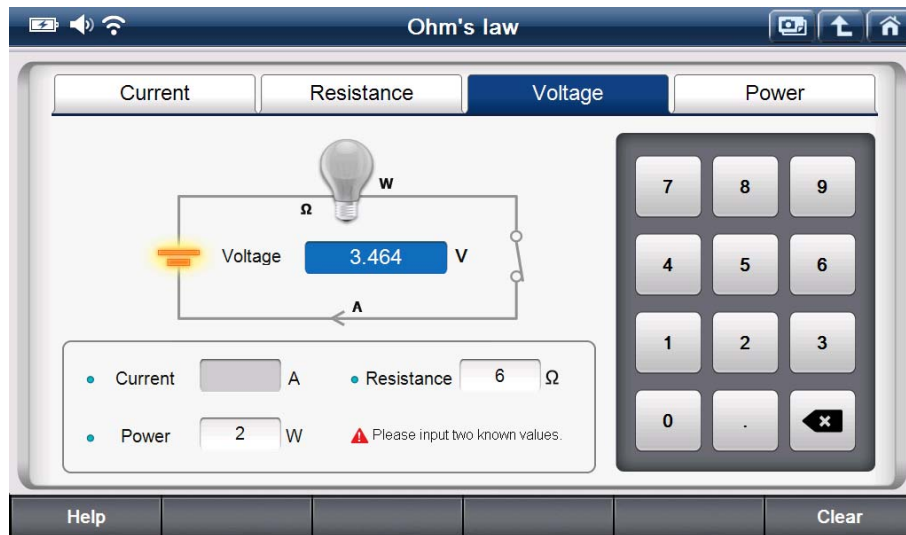 Ohm's law
Current Resistance Voltage Power
W
Ω
Voltage 3.464 V
A
Current A Resistance 6 Ω
Power 2 W Please input two known values.
7 8 9
4 5 6
1 2 3
0 .
Help Clear